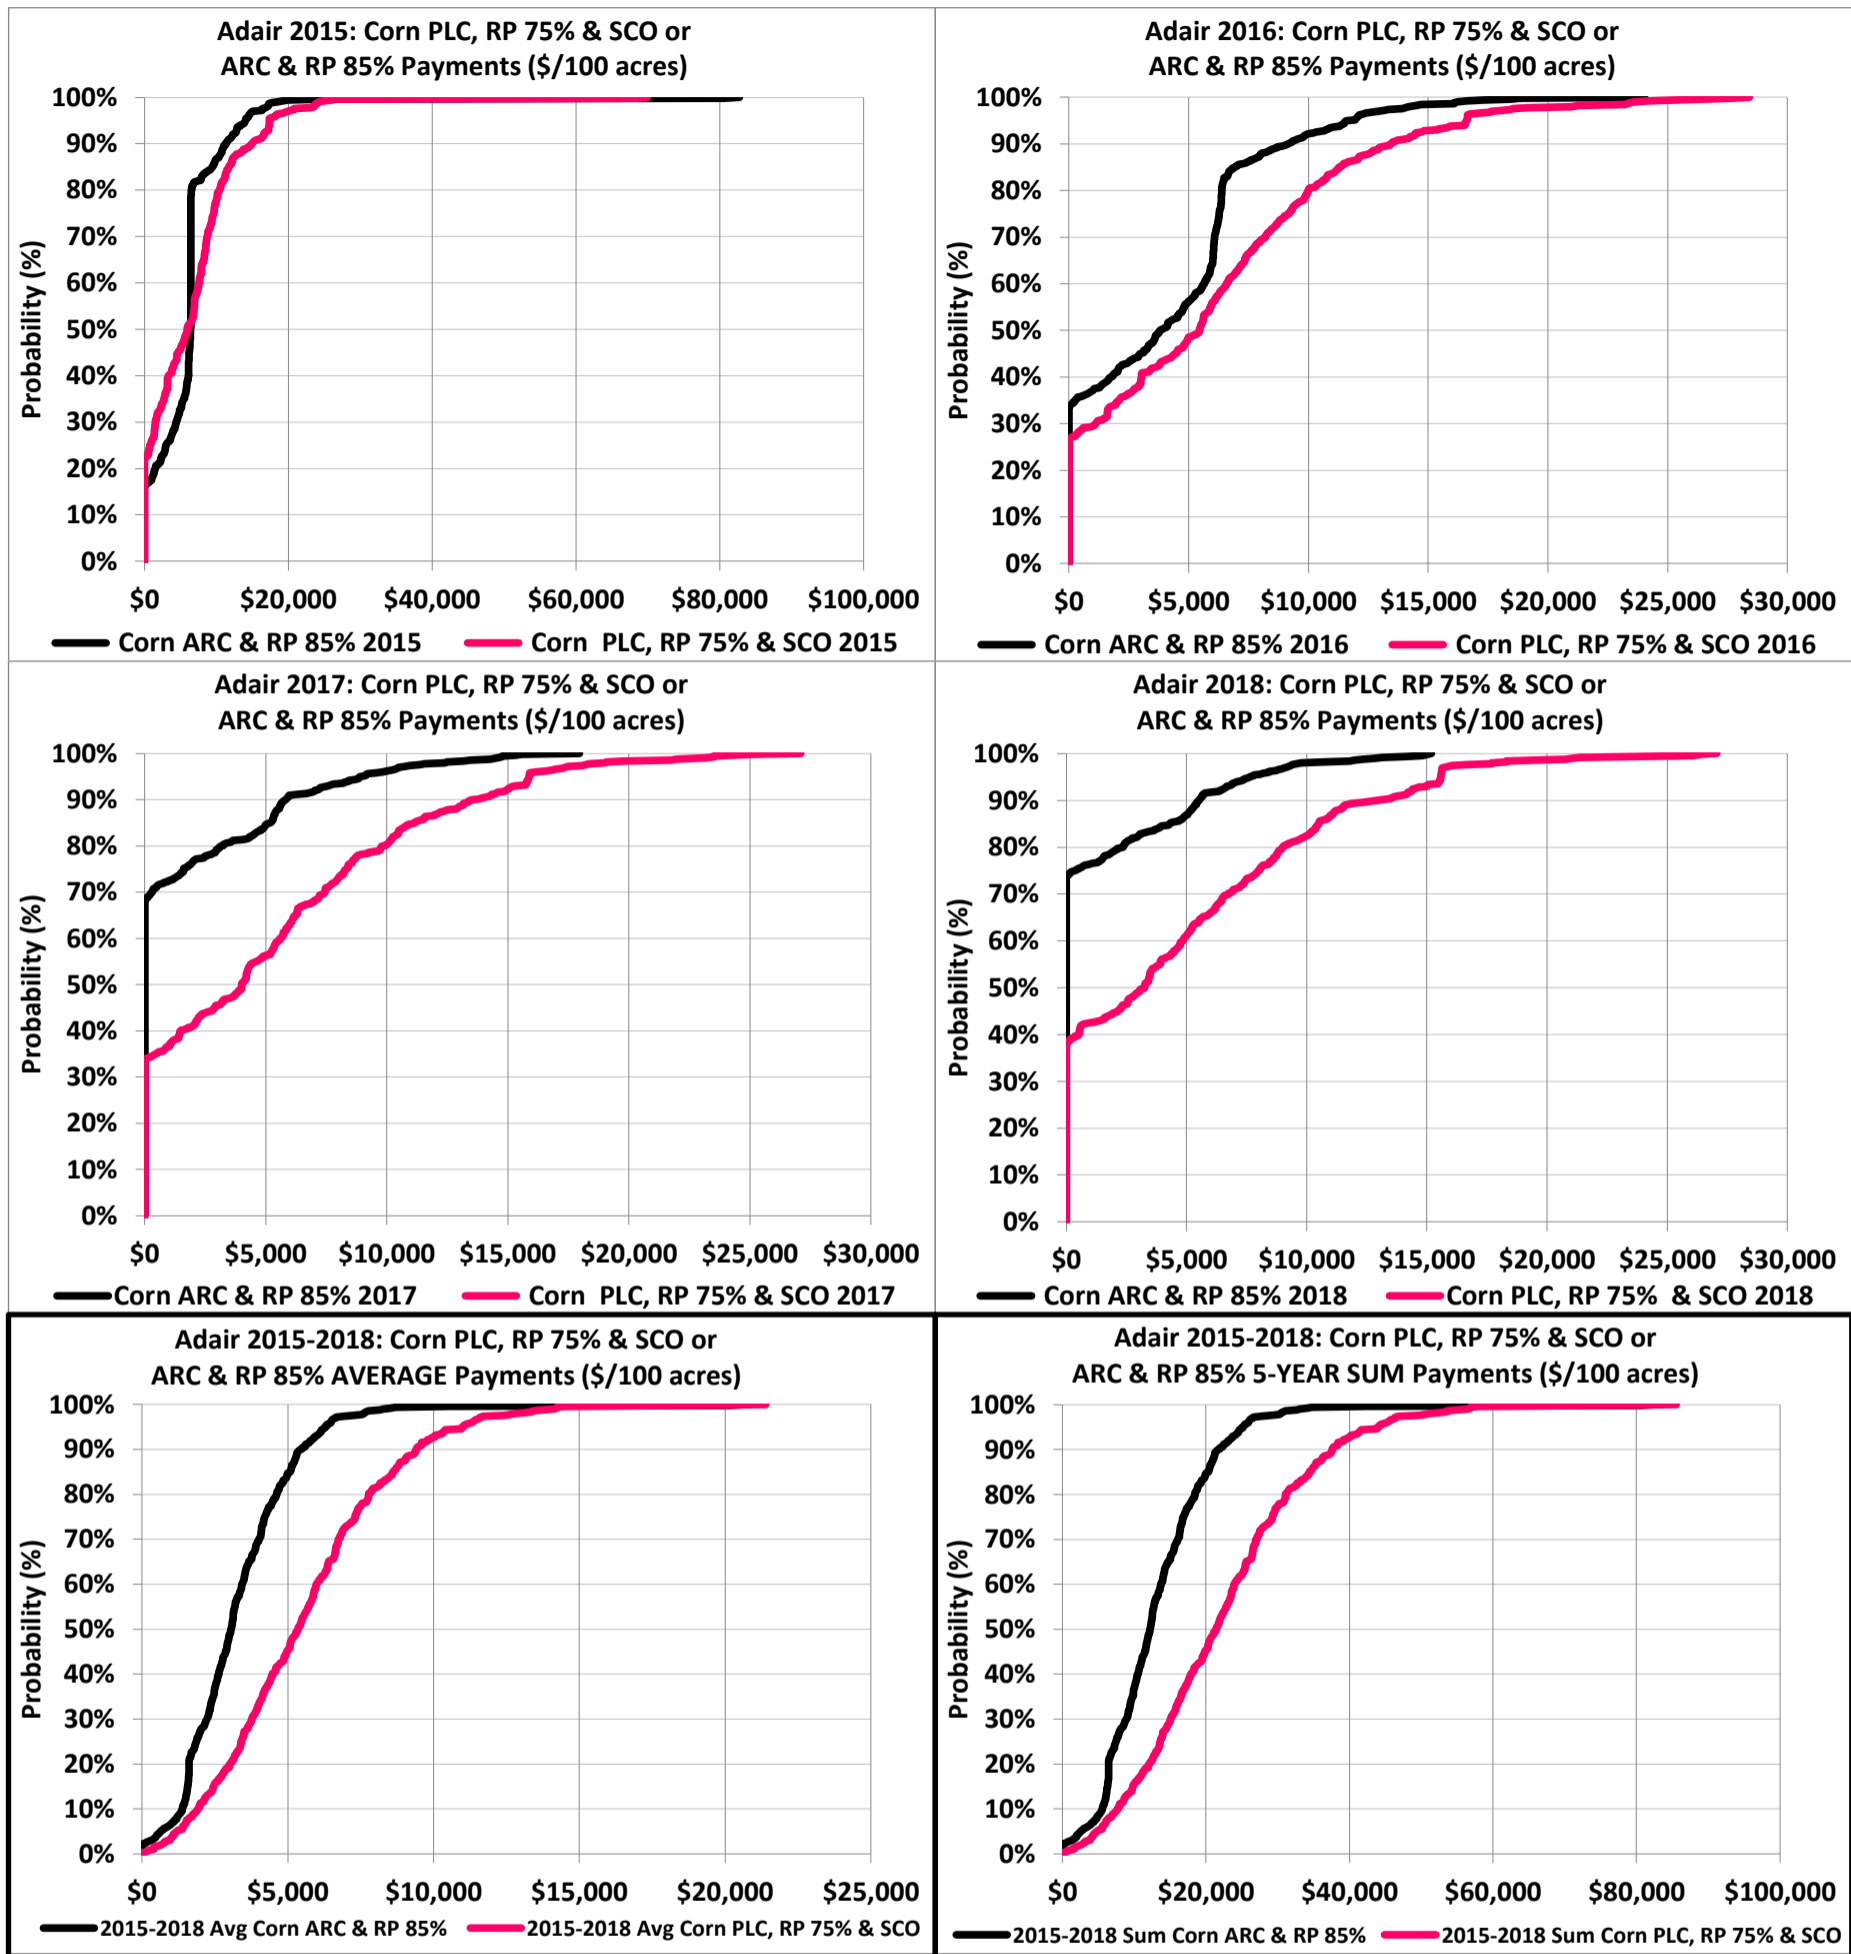 Adair 2015: Corn PLC, RP 75% & SCO or
ARC & RP 85% Payments ($/100 acres)
100%
90%
80%
70%
60%
50%
40%
30%
20%
10%
0%
Probability (%)
$0 $20,000 $40,000 $60,000 $80,000 $100,000
Corn ARC & RP 85% 2015 Corn PLC, RP 75% & SCO 2015
Adair 2016: Corn PLC, RP 75% & SCO or
ARC & RP 85% Payments ($/100 acres)
100%
90%
80%
70%
60%
50%
40%
30%
20%
10%
0%
Probability (%)
$0 $5,000 $10,000 $15,000 $20,000 $25,000 $30,000
Corn ARC & RP 85% 2016 Corn PLC, RP 75% & SCO 2016
Adair 2017: Corn PLC, RP 75% & SCO or
ARC & RP 85% Payments ($/100 acres)
100%
90%
80%
70%
60%
50%
40%
30%
20%
10%
0%
Probability (%)
$0 $5,000 $10,000 $15,000 $20,000 $25,000 $30,000
Corn ARC & RP 85% 2017 Corn PLC, RP 75% & SCO 2017
Adair 2018: Corn PLC, RP 75% & SCO or
ARC & RP 85% Payments ($/100 acres)
100%
90%
80%
70%
60%
50%
40%
30%
20%
10%
0%
Probability (%)
$0 $5,000 $10,000 $15,000 $20,000 $25,000 $30,000
Corn ARC & RP 85% 2018 Corn PLC, RP 75% & SCO 2018
Adair 2015-2018: Corn PLC, RP 75% & SCO or
ARC & RP 85% AVERAGE Payments ($/100 acres)
100%
90%
80%
70%
60%
50%
40%
30%
20%
10%
0%
Probability (%)
$0 $5,000 $10,000 $15,000 $20,000 $25,000
2015-2018 Avg Corn ARC & RP 85% 2015-2018 Avg Corn PLC, RP 75% & SCO
Adair 2015-2018: Corn PLC, RP 75% & SCO or
ARC & RP 85% 5-YEAR SUM Payments ($/100 acres)
100%
90%
80%
70%
60%
50%
40%
30%
20%
10%
0%
Probability (%)
$0 $20,000 $40,000 $60,000 $80,000 $100,000
2015-2018 Sum Corn ARC & RP 85% 2015-2018 Sum Corn PLC, RP 75% & SCO